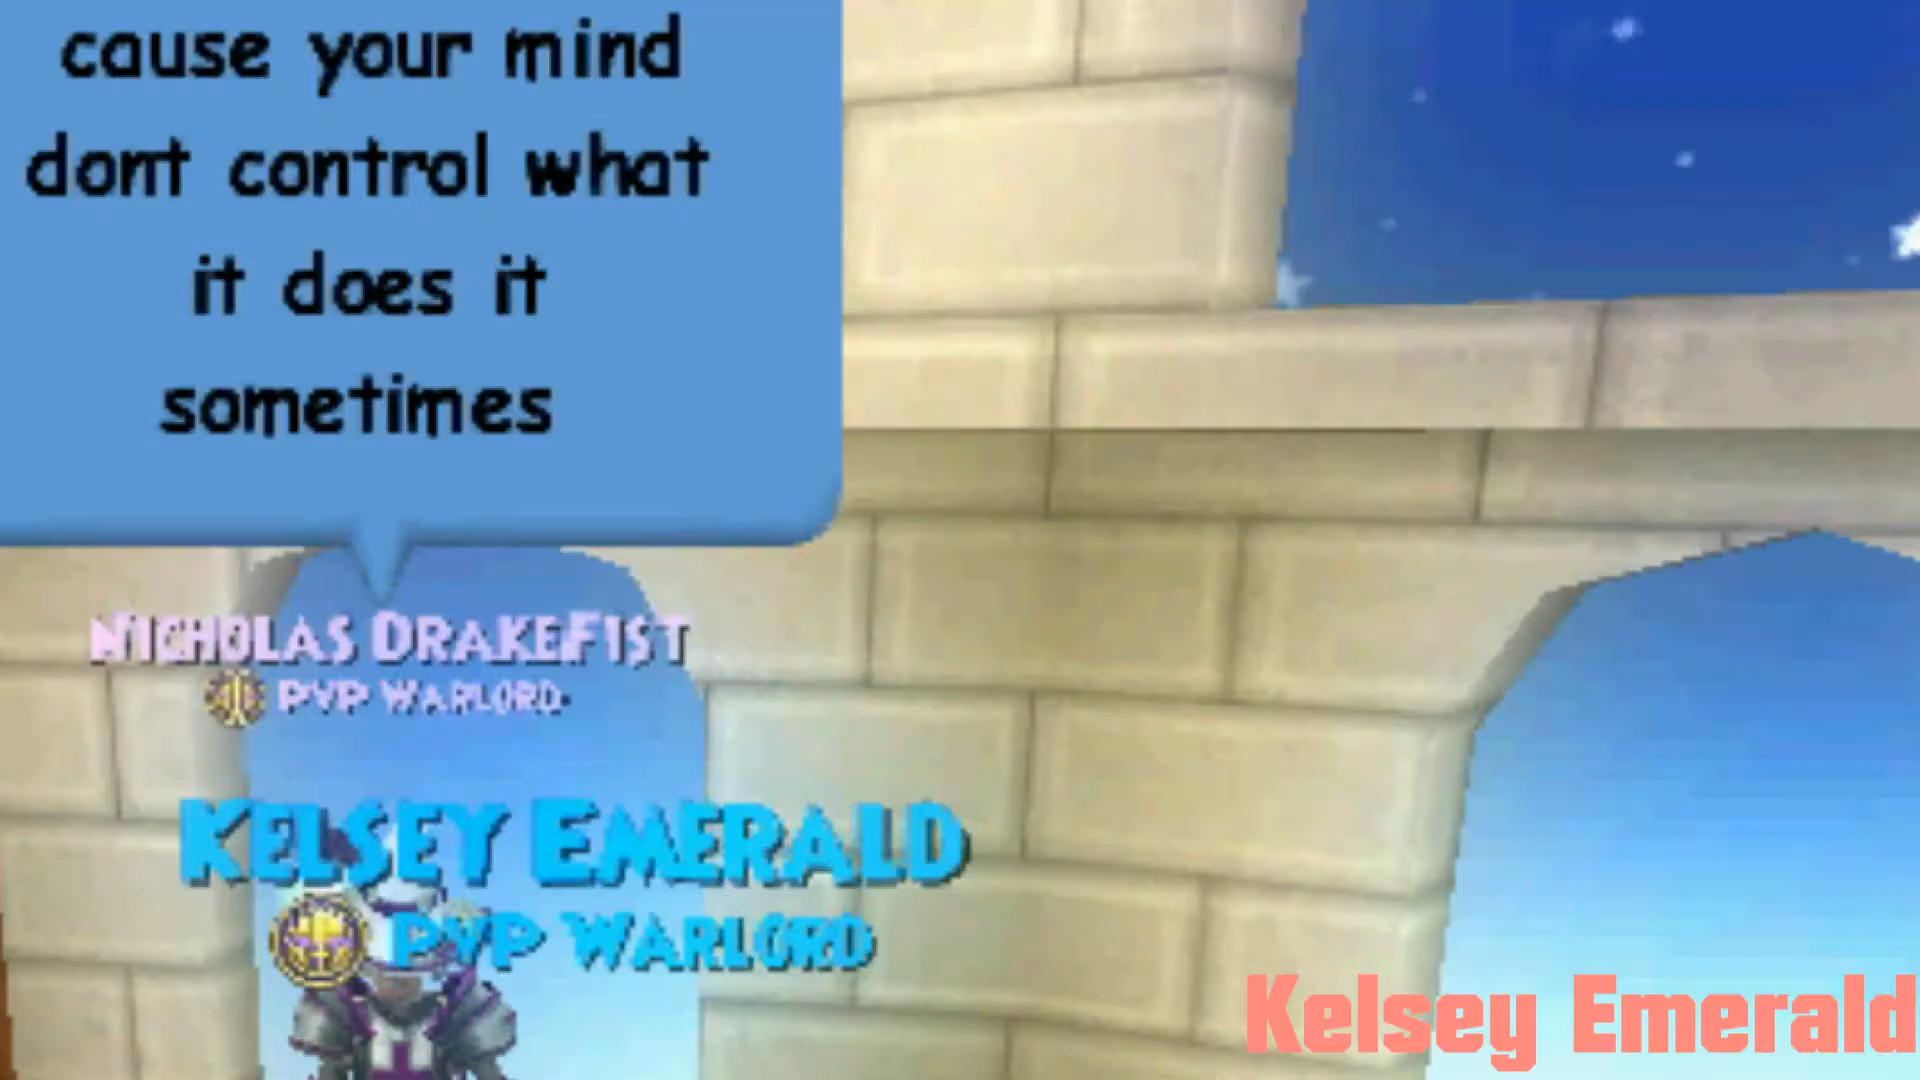 cause your mind
dont control what
it does it
sometimes
NICHOLAS DRAKEFIST
PVP WARLORD
KELSEY EMERALD
PVP WARLORD
Kelsey Emerald